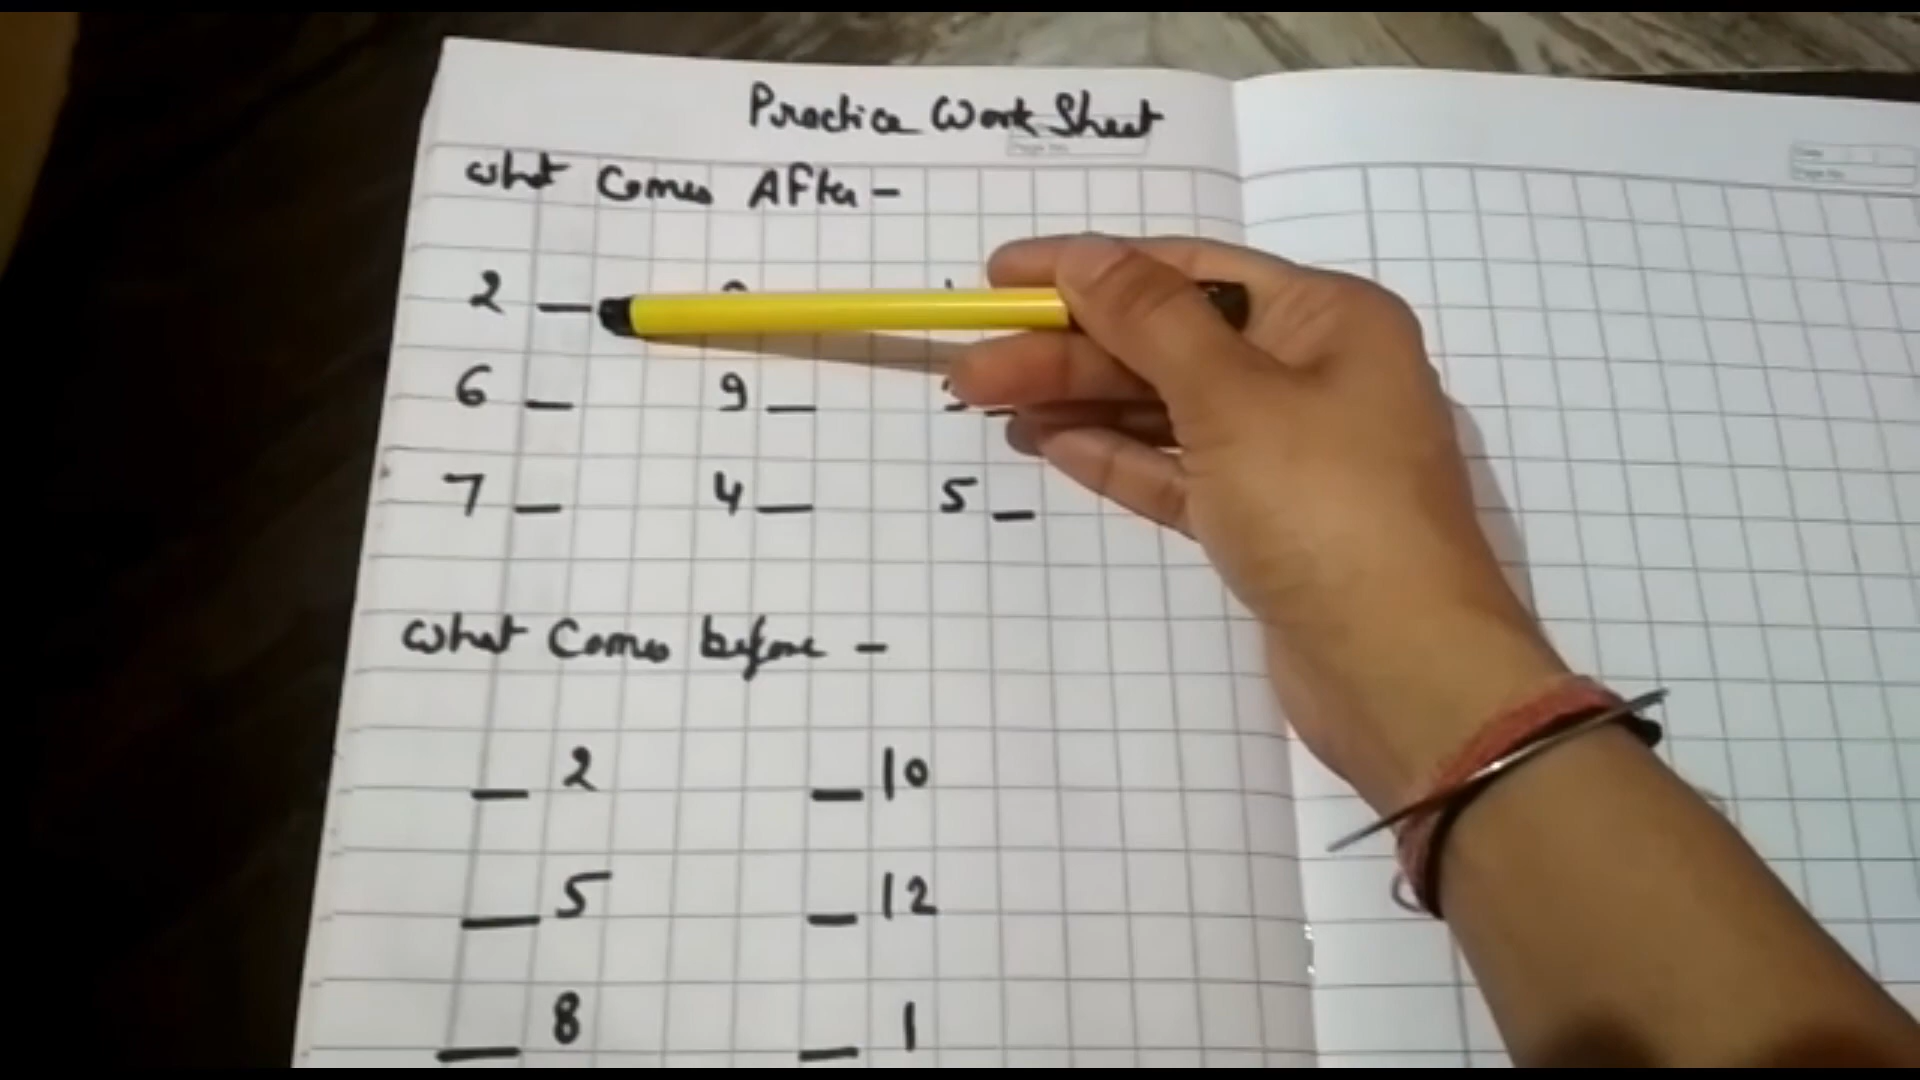 Practice Work Sheet
What Comes After -
2 _
6 _ 9 _
7 _ 4 _ 5 _
What Comes before -
_ 2 _ 10
_ 5 _ 12
_ 8 _ 1